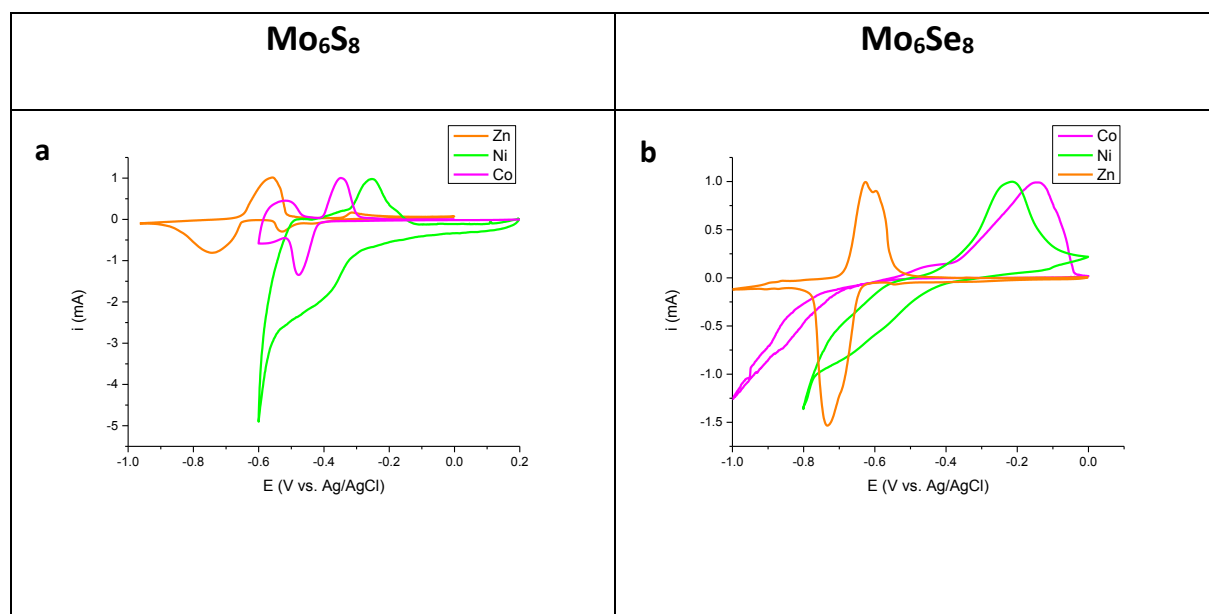 Mo₆S₈
Mo₆Se₈
a
Zn
Ni
Co
1
0
-1
-2
-3
-4
-5
i (mA)
-1.0 -0.8 -0.6 -0.4 -0.2 0.0 0.2
E (V vs. Ag/AgCl)
b
Co
Ni
Zn
1.0
0.5
0.0
-0.5
-1.0
-1.5
i (mA)
-1.0 -0.8 -0.6 -0.4 -0.2 0.0
E (V vs. Ag/AgCl)